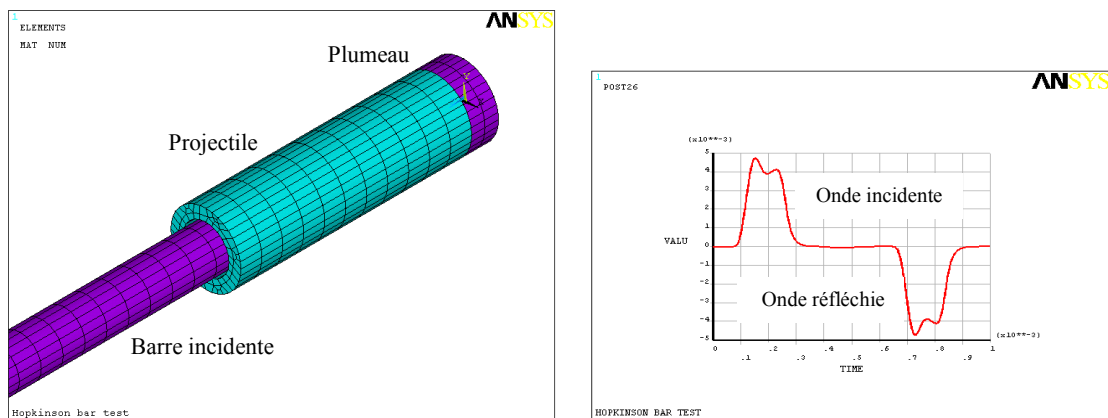 1
ELEMENTS
MAT NUM
ANSYS
Plumeau
Y
Projectile
Barre incidente
Hopkinson bar test
1
POST26
ANSYS
(x10**-3)
5
4
3
2
1
VALU 0
-1
-2
-3
-4
-5
Onde incidente
Onde réfléchie
(x10**-3)
0 .1 .2 .3 .4 .5 .6 .7 .8 .9 1
TIME
HOPKINSON BAR TEST